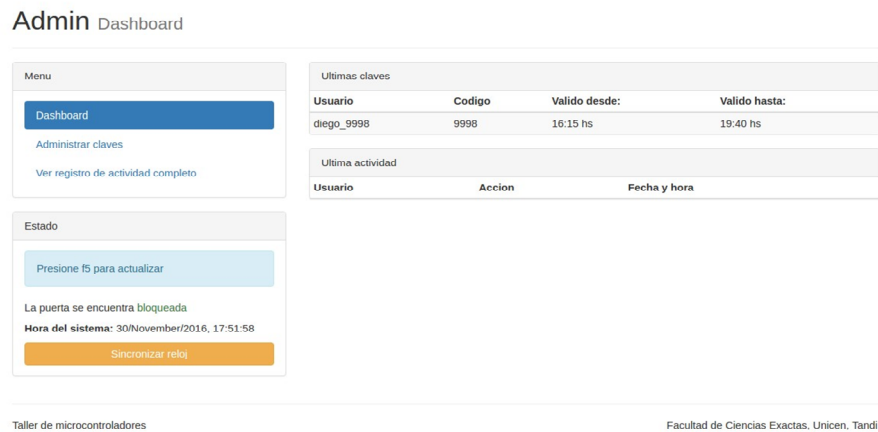 Admin Dashboard
Menu
Dashboard
Administrar claves
Ver registro de actividad completo
Estado
Presione f5 para actualizar
La puerta se encuentra bloqueada
Hora del sistema: 30/November/2016, 17:51:58
Sincronizar reloj
Ultimas claves
Usuario Codigo Valido desde: Valido hasta:
diego_9998 9998 16:15 hs 19:40 hs
Ultima actividad
Usuario Accion Fecha y hora
Taller de microcontroladores
Facultad de Ciencias Exactas, Unicen, Tandi